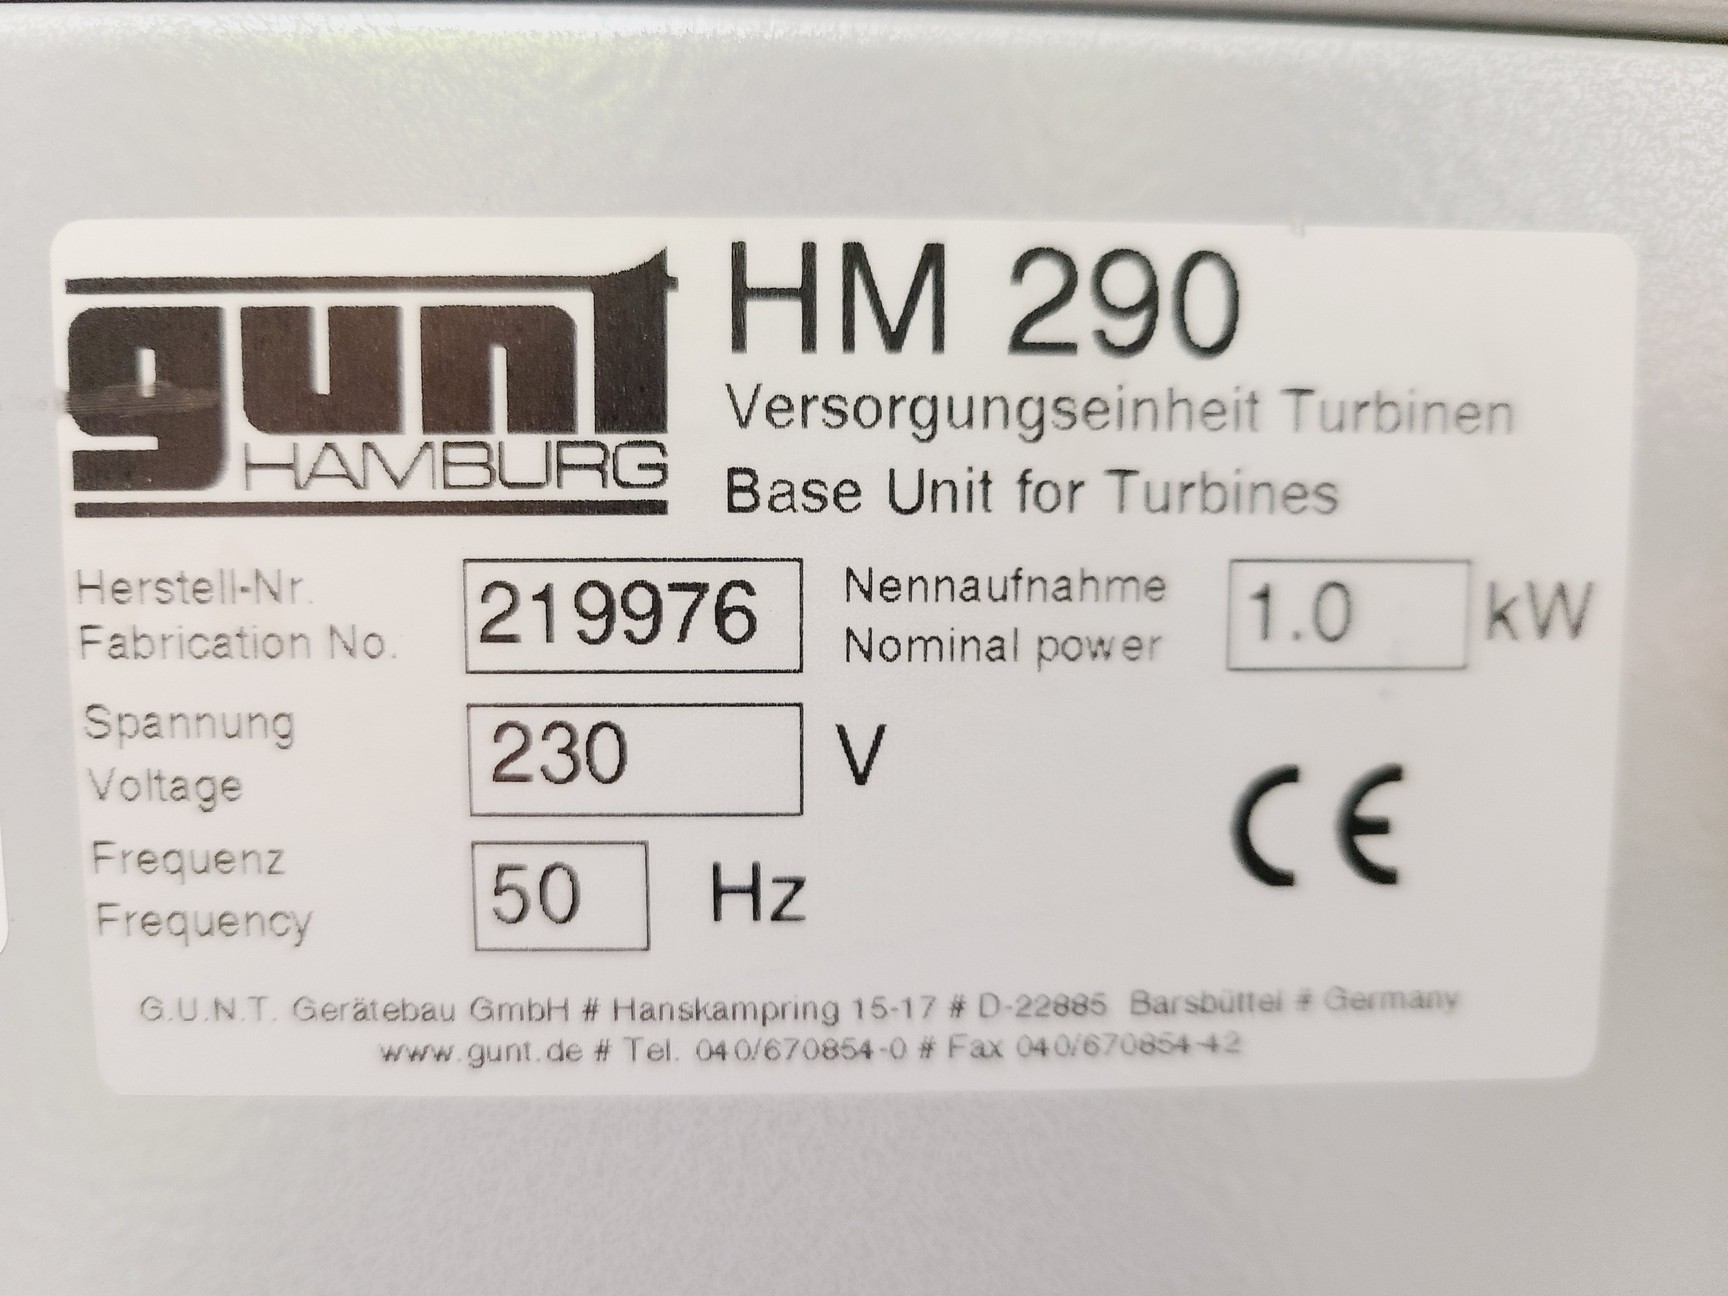 gunt HM 290
HAMBURG
Versorgungseinheit Turbinen
Base Unit for Turbines
Herstell-Nr. 219976 Nennaufnahme 1.0 kW
Fabrication No. Nominal power
Spannung 230 V
Voltage
CE
Frequenz 50 Hz
Frequency
G.U.N.T. Gerätebau GmbH # Hanskampring 15-17 # D-22885 Barsbüttel # Germany
www.gunt.de # Tel. 040/670854-0 # Fax 040/670854-42